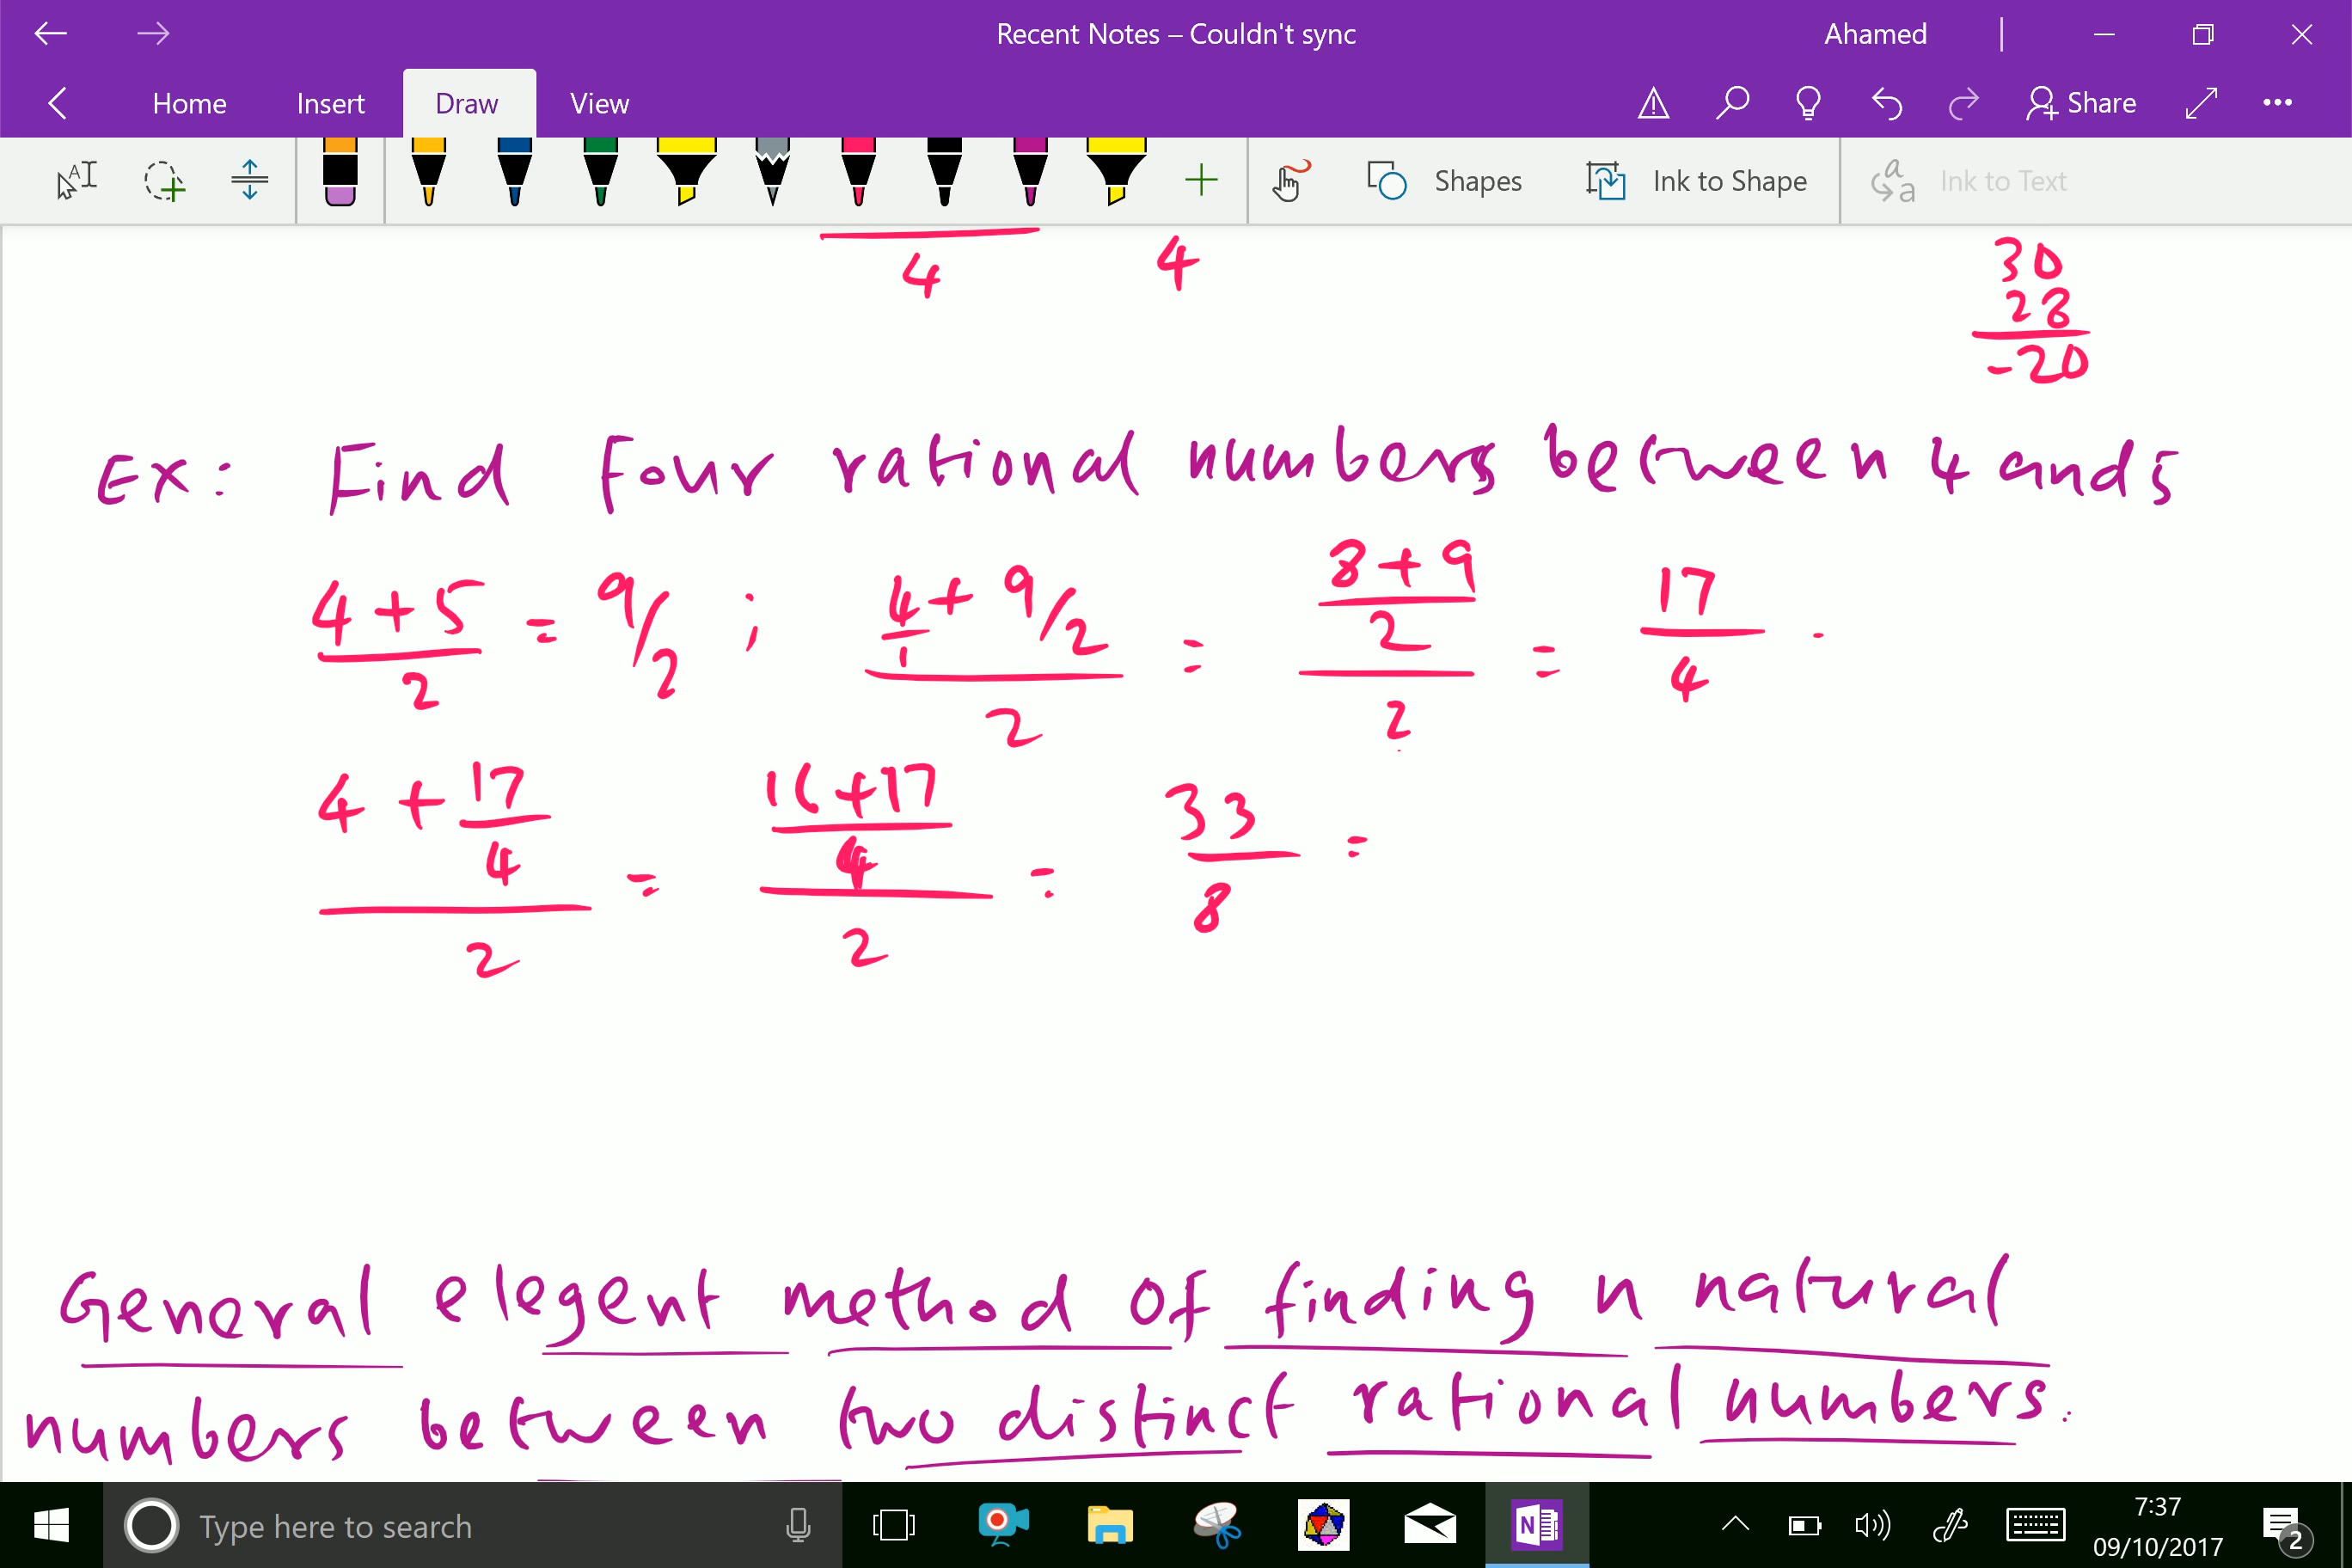 Recent Notes – Couldn't sync
Ahamed
Home Insert Draw View Share
Shapes Ink to Shape Ink to Text
4 4
30
28
-20
Ex: Find Four rational numbers between 4 and 5
(4+5)/2 = 9/2 ; (4/1 + 9/2)/2 = ((8+9)/2)/2 = 17/4 .
(4 + 17/4)/2 = ((16+17)/4)/2 = 33/8 =
General elegent method of finding n natural
numbers between two distinct rational numbers.
Type here to search
7:37
09/10/2017
2